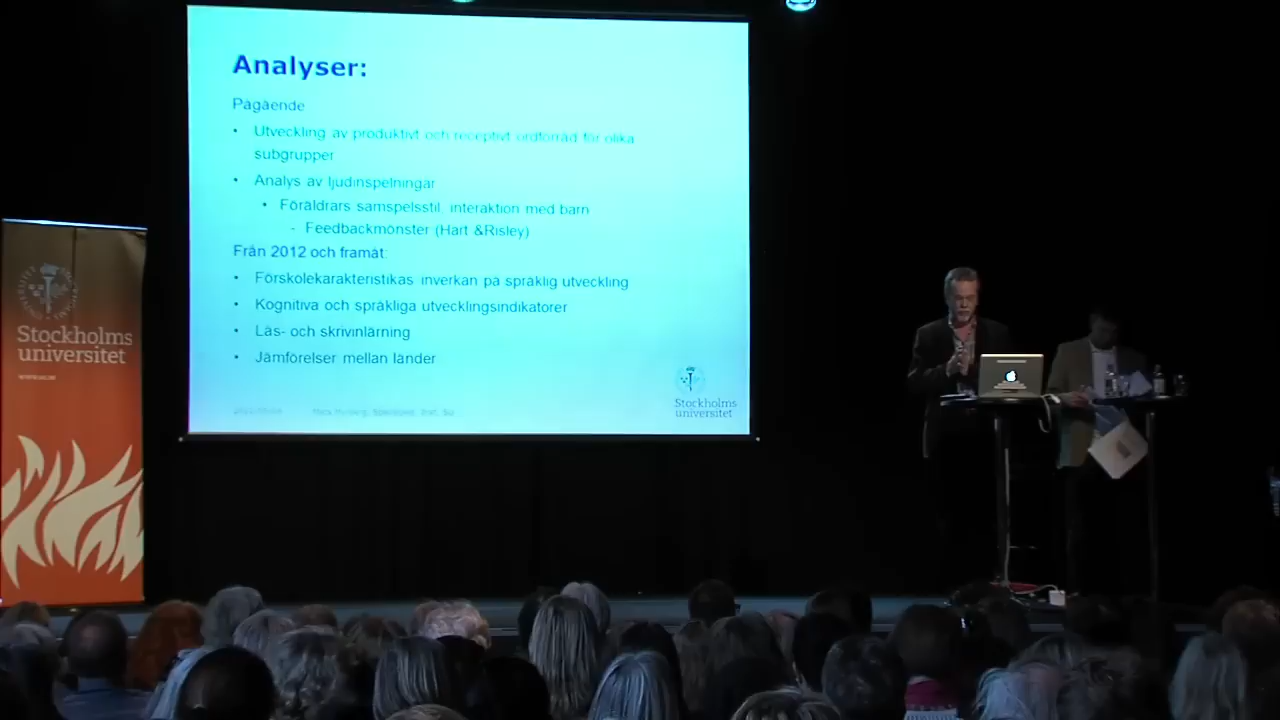 Analyser:
Pågående
• Utveckling av produktivt och receptivt ordförråd för olika
subgrupper
• Analys av ljudinspelningar
• Föräldrars samspelsstil, interaktion med barn
- Feedbackmönster (Hart &Risley)
Från 2012 och framåt:
• Förskolekarakteristikas inverkan på språklig utveckling
• Kognitiva och språkliga utvecklingsindikatorer
• Läs- och skrivinlärning
• Jämförelser mellan länder
Stockholms
universitet
Stockholms
universitet